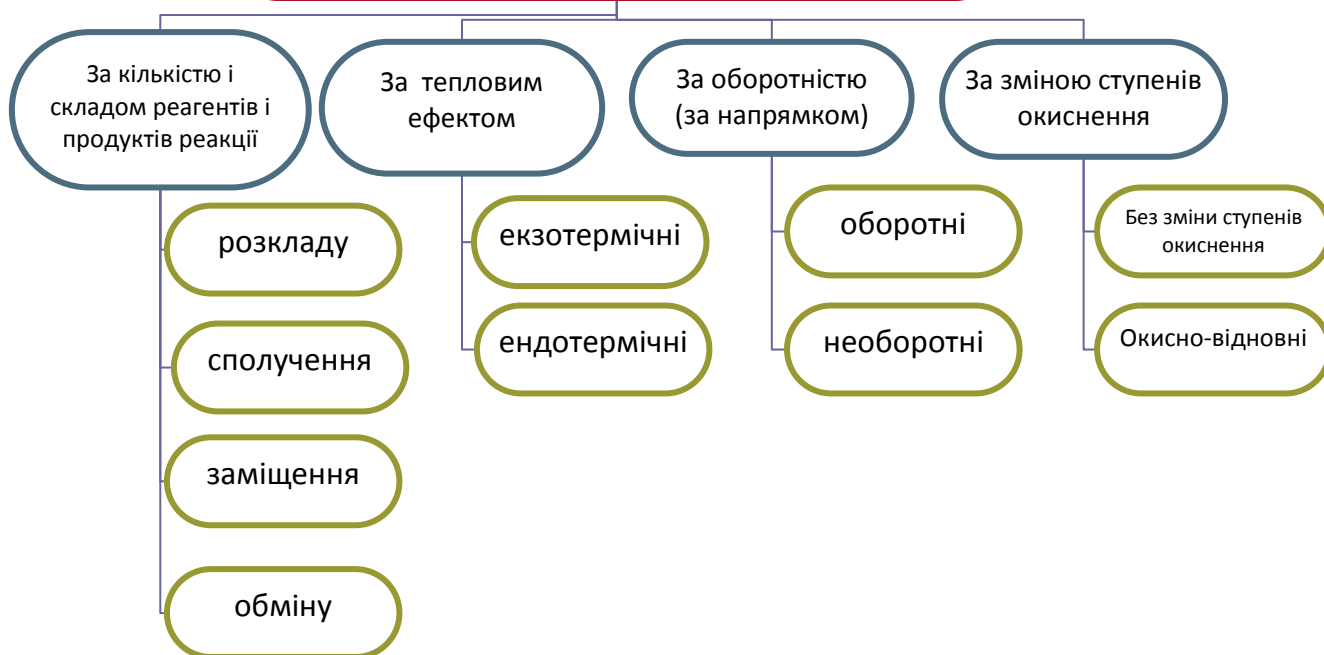 За кількістю і
складом реагентів і
продуктів реакції
За тепловим
ефектом
За оборотністю
(за напрямком)
За зміною ступенів
окиснення
розкладу
сполучення
заміщення
обміну
екзотермічні
ендотермічні
оборотні
необоротні
Без зміни ступенів
окиснення
Окисно-відновні